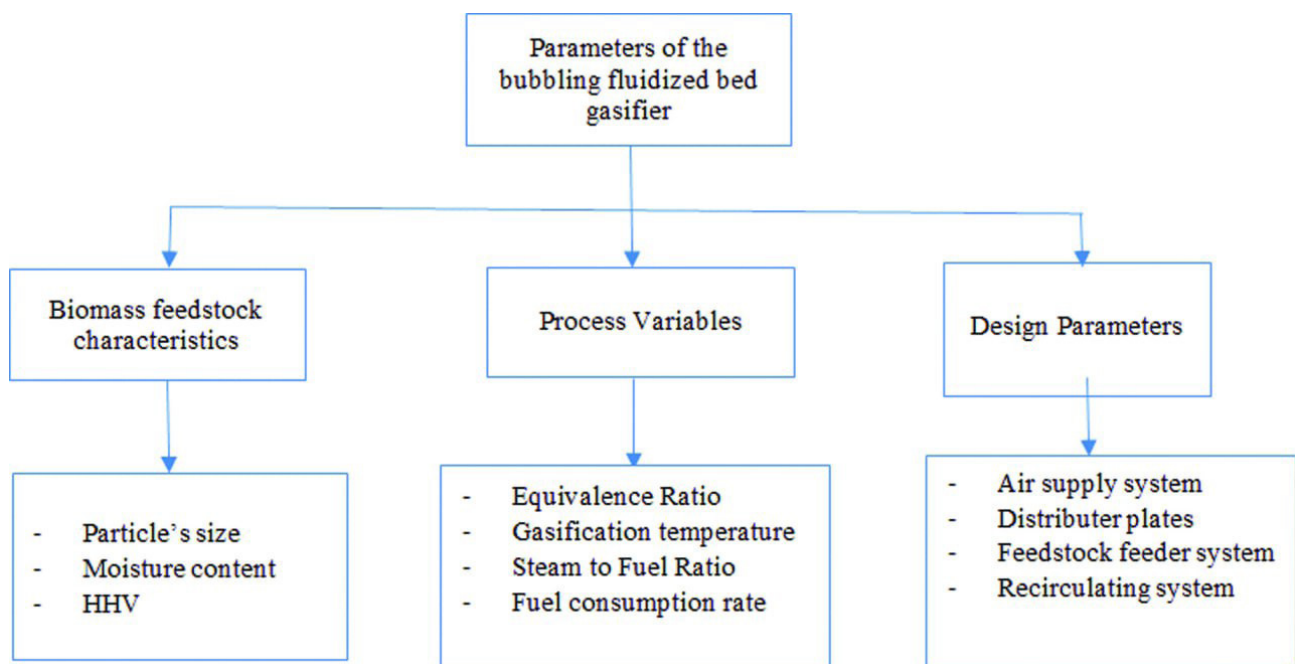 Parameters of the
bubbling fluidized bed
gasifier
Biomass feedstock
characteristics
Process Variables
Design Parameters
- Particle’s size
- Moisture content
- HHV
- Equivalence Ratio
- Gasification temperature
- Steam to Fuel Ratio
- Fuel consumption rate
- Air supply system
- Distributer plates
- Feedstock feeder system
- Recirculating system